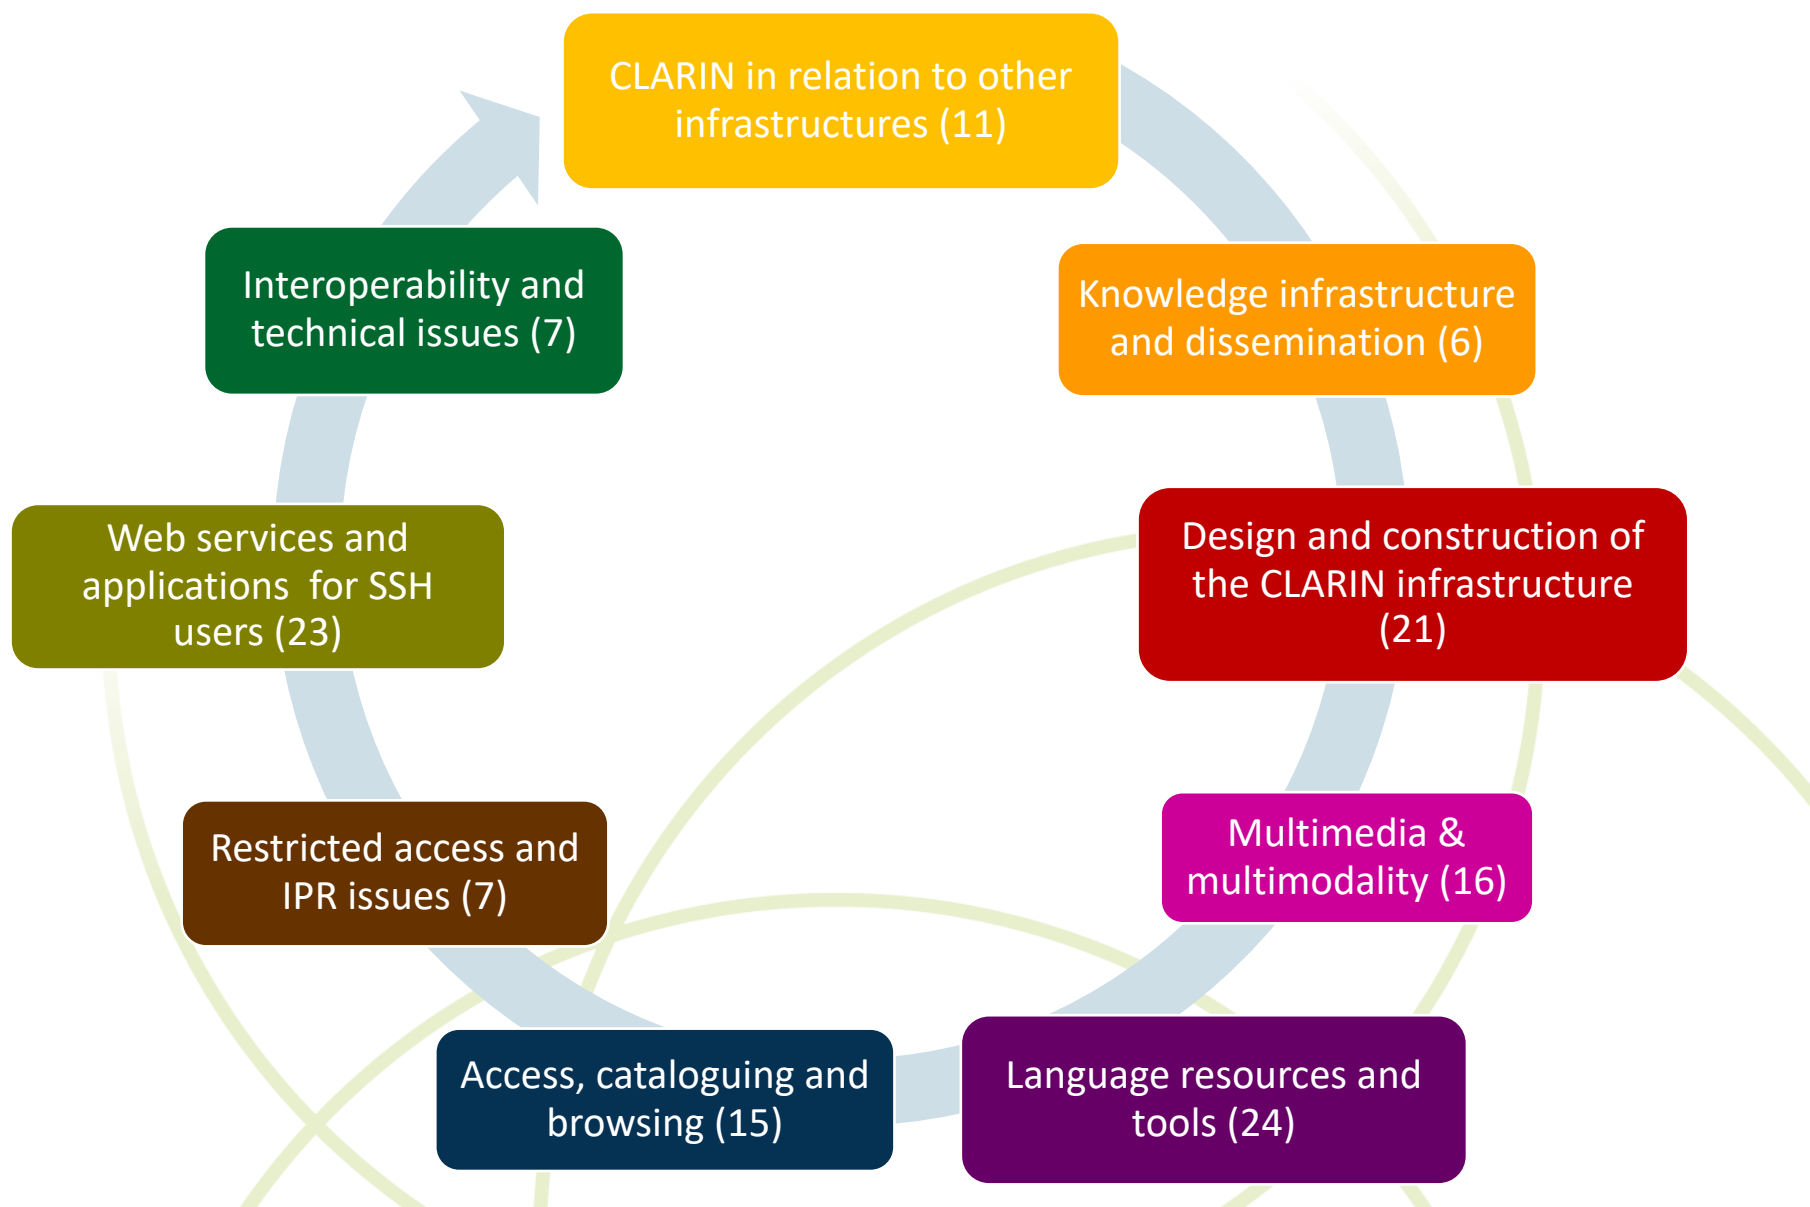 CLARIN in relation to other
infrastructures (11)
Knowledge infrastructure
and dissemination (6)
Design and construction of
the CLARIN infrastructure
(21)
Multimedia &
multimodality (16)
Language resources and
tools (24)
Access, cataloguing and
browsing (15)
Restricted access and
IPR issues (7)
Web services and
applications  for SSH
users (23)
Interoperability and
technical issues (7)